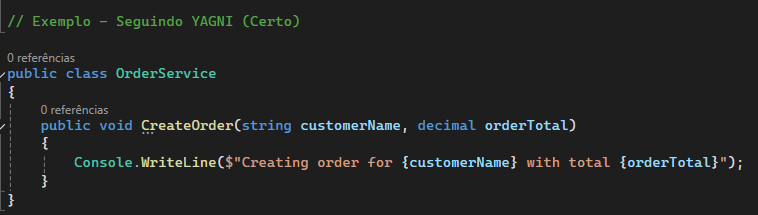 // Exemplo - Seguindo YAGNI (Certo)
0 referências
public class OrderService
{
0 referências
public void CreateOrder(string customerName, decimal orderTotal)
{
Console.WriteLine($"Creating order for {customerName} with total {orderTotal}");
}
}